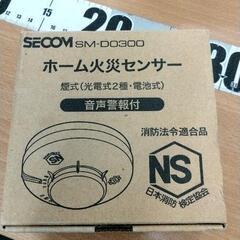 SECOM SM-D0300
ホーム火災センサー
煙式(光電式2種・電池式)
音声警報付
消防法令適合品
NS
日本消防検定協会
15
20